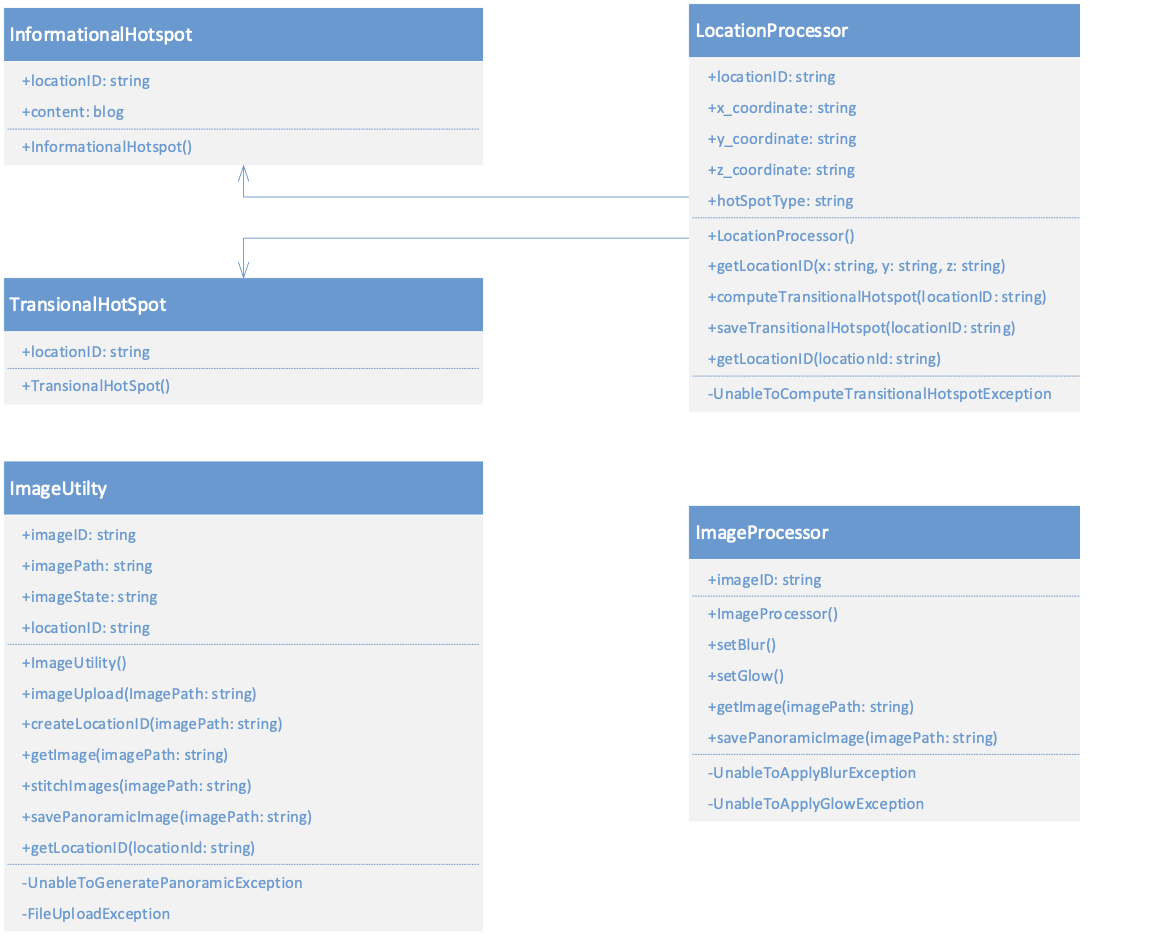 InformationalHotspot
+locationID: string
+content: blog
+InformationalHotspot()
LocationProcessor
+locationID: string
+x_coordinate: string
+y_coordinate: string
+z_coordinate: string
+hotSpotType: string
+LocationProcessor()
+getLocationID(x: string, y: string, z: string)
+computeTransitionalHotspot(locationID: string)
+saveTransitionalHotspot(locationID: string)
+getLocationID(locationId: string)
-UnableToComputeTransitionalHotspotException
TransionalHotSpot
+locationID: string
+TransionalHotSpot()
ImageUtilty
+imageID: string
+imagePath: string
+imageState: string
+locationID: string
+ImageUtility()
+imageUpload(ImagePath: string)
+createLocationID(imagePath: string)
+getImage(imagePath: string)
+stitchImages(imagePath: string)
+savePanoramicImage(imagePath: string)
+getLocationID(locationId: string)
-UnableToGeneratePanoramicException
-FileUploadException
ImageProcessor
+imageID: string
+ImageProcessor()
+setBlur()
+setGlow()
+getImage(imagePath: string)
+savePanoramicImage(imagePath: string)
-UnableToApplyBlurException
-UnableToApplyGlowException